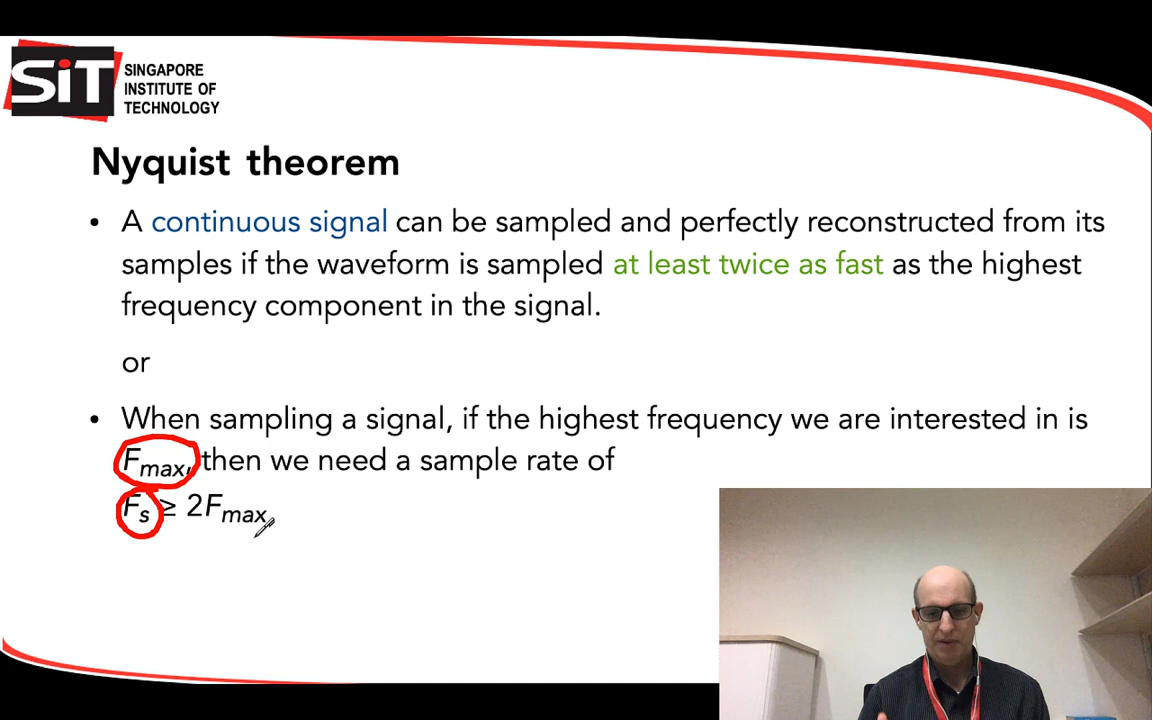 SiT
SINGAPORE
INSTITUTE OF
TECHNOLOGY
Nyquist theorem
• A continuous signal can be sampled and perfectly reconstructed from its
samples if the waveform is sampled at least twice as fast as the highest
frequency component in the signal.
or
• When sampling a signal, if the highest frequency we are interested in is
Fmax, then we need a sample rate of
Fs ≥ 2Fmax